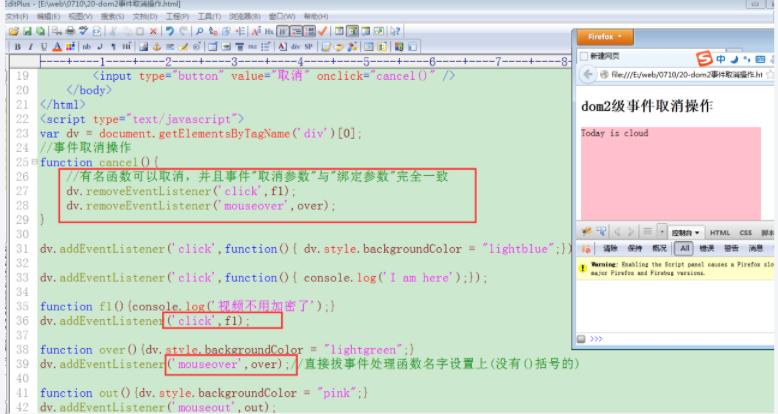 EditPlus - [E:\web\0710\20-dom2事件取消操作.html]
文件(F) 编辑(E) 视图(V) 搜索(S) 文档(D) 工程(P) 工具(T) 浏览器(B) 窗口(W) 帮助(H)
----+----1----+----2----+----3----+----4----+----5----+----6----+----7----+----8-
19 <input type="button" value="取消" onclick="cancel()" />
20 </body>
21 </html>
22 <script type="text/javascript">
23 var dv = document.getElementsByTagName('div')[0];
24 //事件取消操作
25 function cancel(){
26 //有名函数可以取消，并且事件"取消参数"与"绑定参数"完全一致
27 dv.removeEventListener('click',f1);
28 dv.removeEventListener('mouseover',over);
29 }
30
31 dv.addEventListener('click',function(){ dv.style.backgroundColor = "lightblue";})
32
33 dv.addEventListener('click',function(){ console.log('I am here');});
34
35 function f1(){console.log('视频不用加密了');}
36 dv.addEventListener('click',f1);
37
38 function over(){dv.style.backgroundColor = "lightgreen";}
39 dv.addEventListener('mouseover',over);//直接拔事件处理函数名字设置上(没有()括号的)
40
41 function out(){dv.style.backgroundColor = "pink";}
42 dv.addEventListener('mouseout',out);
Firefox
新建网页
中
file:///E:/web/0710/20-dom2事件取消操作.ht
dom2级事件取消操作
Today is cloud
控制台 HTML CSS 脚本
清除 保持 概况 All 错误 警告 消息
Warning: Enabling the Script panel causes a Firefox slo
major Firefox and Firebug versions.
>>>